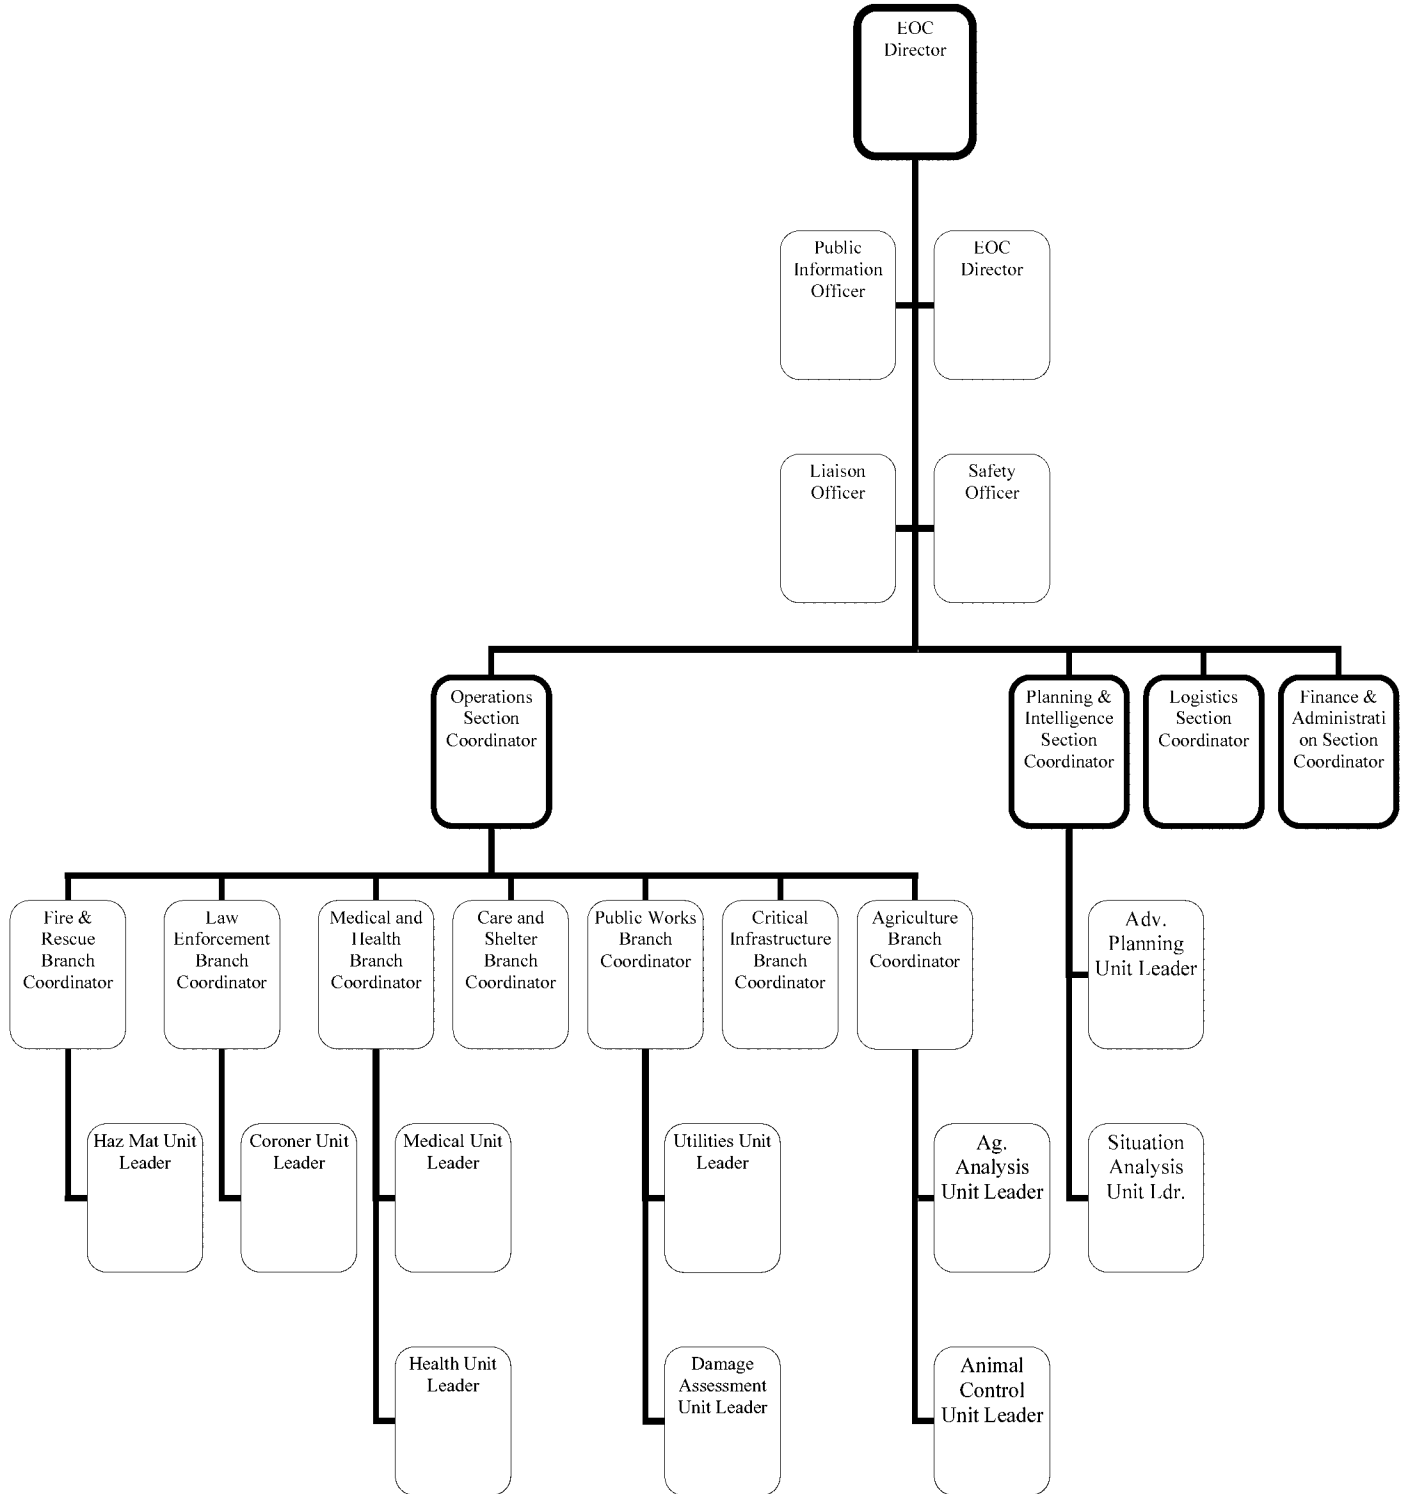 EOC
Director
Public
Information
Officer
EOC
Director
Liaison
Officer
Safety
Officer
Operations
Section
Coordinator
Planning &
Intelligence
Section
Coordinator
Logistics
Section
Coordinator
Finance &
Administrati
on Section
Coordinator
Fire &
Rescue
Branch
Coordinator
Law
Enforcement
Branch
Coordinator
Medical and
Health
Branch
Coordinator
Care and
Shelter
Branch
Coordinator
Public Works
Branch
Coordinator
Critical
Infrastructure
Branch
Coordinator
Agriculture
Branch
Coordinator
Adv.
Planning
Unit Leader
Haz Mat Unit
Leader
Coroner Unit
Leader
Medical Unit
Leader
Utilities Unit
Leader
Ag.
Analysis
Unit Leader
Situation
Analysis
Unit Ldr.
Health Unit
Leader
Damage
Assessment
Unit Leader
Animal
Control
Unit Leader